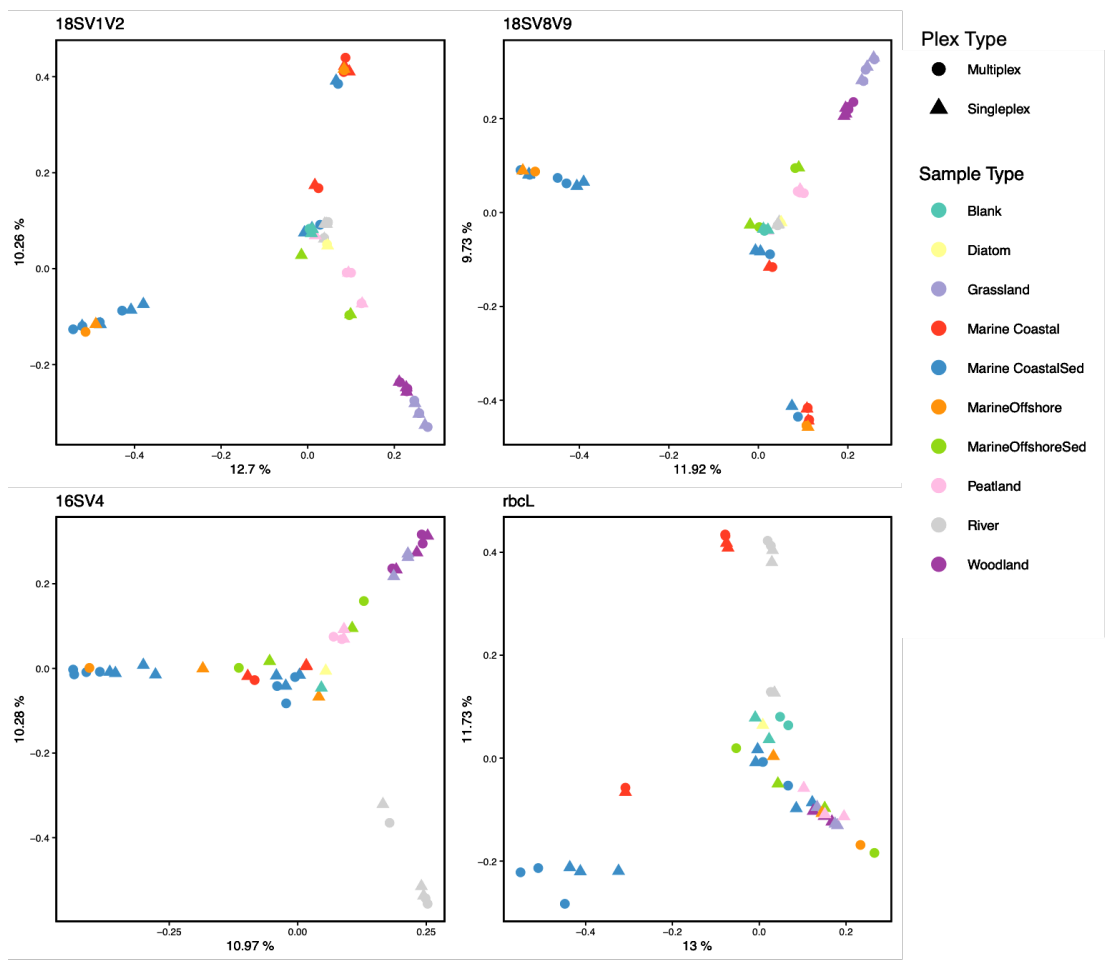 18SV1V2
0.4
0.2
0.0
−0.2
−0.4
0.0
0.2
10.26 %
12.7 %
18SV8V9
0.2
0.0
−0.2
−0.4
−0.4
−0.2
0.0
0.2
9.73 %
11.92 %
16SV4
0.2
0.0
−0.2
−0.4
−0.25
0.00
0.25
10.28 %
10.97 %
rbcL
0.4
0.2
0.0
−0.2
−0.4
−0.2
0.0
0.2
11.73 %
13 %
Plex Type
Multiplex
Singleplex
Sample Type
Blank
Diatom
Grassland
Marine Coastal
Marine CoastalSed
MarineOffshore
MarineOffshoreSed
Peatland
River
Woodland